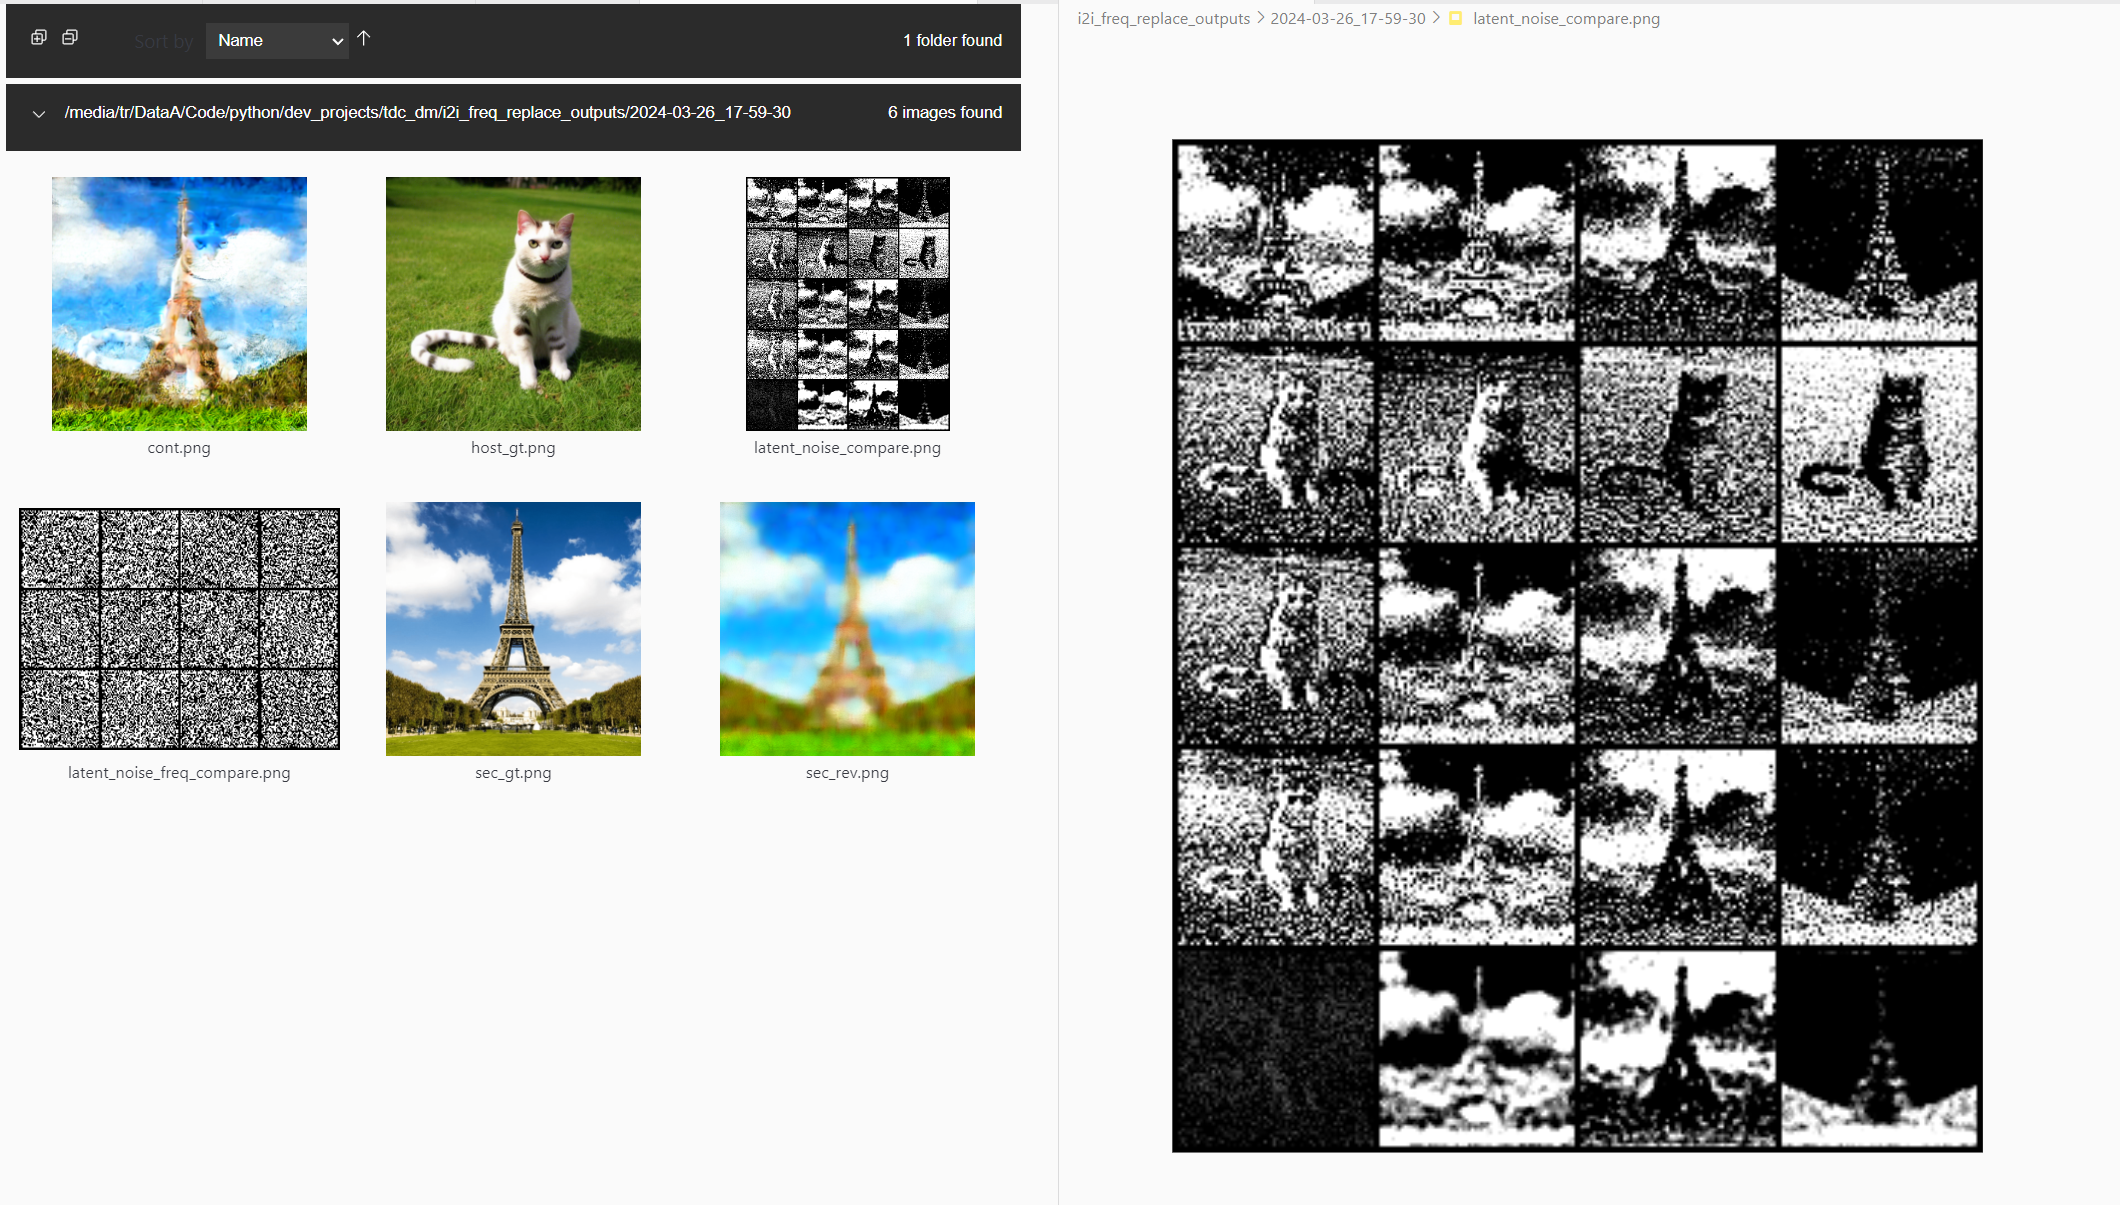 Sort by
Name
1 folder found
/media/tr/DataA/Code/python/dev_projects/tdc_dm/i2i_freq_replace_outputs/2024-03-26_17-59-30
6 images found
cont.png
host_gt.png
latent_noise_compare.png
latent_noise_freq_compare.png
sec_gt.png
sec_rev.png
i2i_freq_replace_outputs > 2024-03-26_17-59-30 > latent_noise_compare.png